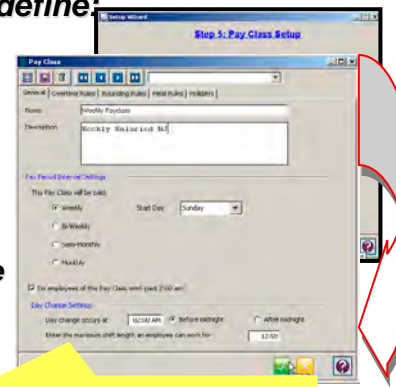 define:
Setup Wizard
Step 5: Pay Class Setup
Pay Class
General Overtime Rules Rounding Rules Meal Rules Holidays
Name: Weekly Payclass
Description: Weekly Salaried NJ
Pay Period Interval Settings
This Pay Class will be paid:
Weekly Start Day: Sunday
Bi-Weekly
Semi-Monthly
Monthly
e
Do employees of this Pay Class work past 2:00 am
Day Change Settings
Day change occurs at 02:00 AM Before midnight After midnight
Enter the maximum shift length an employee can work for